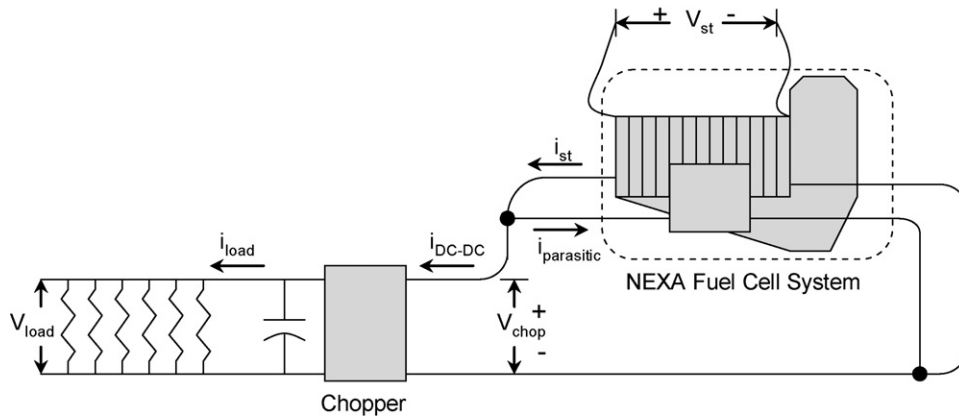 + V_st -
i_st
i_load
i_DC-DC
i_parasitic
NEXA Fuel Cell System
V_load
V_chop
+
-
Chopper